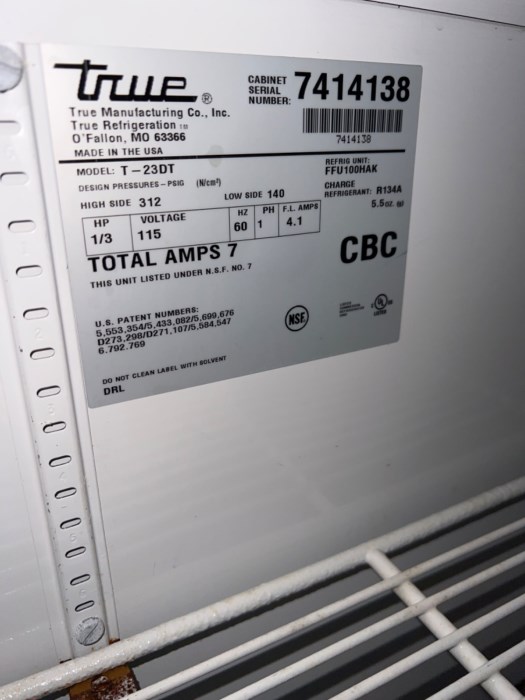 true®
True Manufacturing Co., Inc.
True Refrigeration
O'Fallon, MO 63366
MADE IN THE USA
CABINET SERIAL NUMBER: 7414138
7414138
MODEL: T-23DT
REFRIG UNIT:
FFU100HAK
DESIGN PRESSURES-PSIG (N/cm²)
CHARGE
REFRIGERANT: R134A
HIGH SIDE 312 LOW SIDE 140
5.5oz.
HP VOLTAGE HZ PH F.L. AMPS
1/3 115 60 1 4.1
TOTAL AMPS 7
CBC
THIS UNIT LISTED UNDER N.S.F. NO. 7
U.S. PATENT NUMBERS:
5,553,354/5,433,082/5,699,676
D273,298/D271,107/5,584,547
6.792.769
NSF
UL
DO NOT CLEAN LABEL WITH SOLVENT
DRL